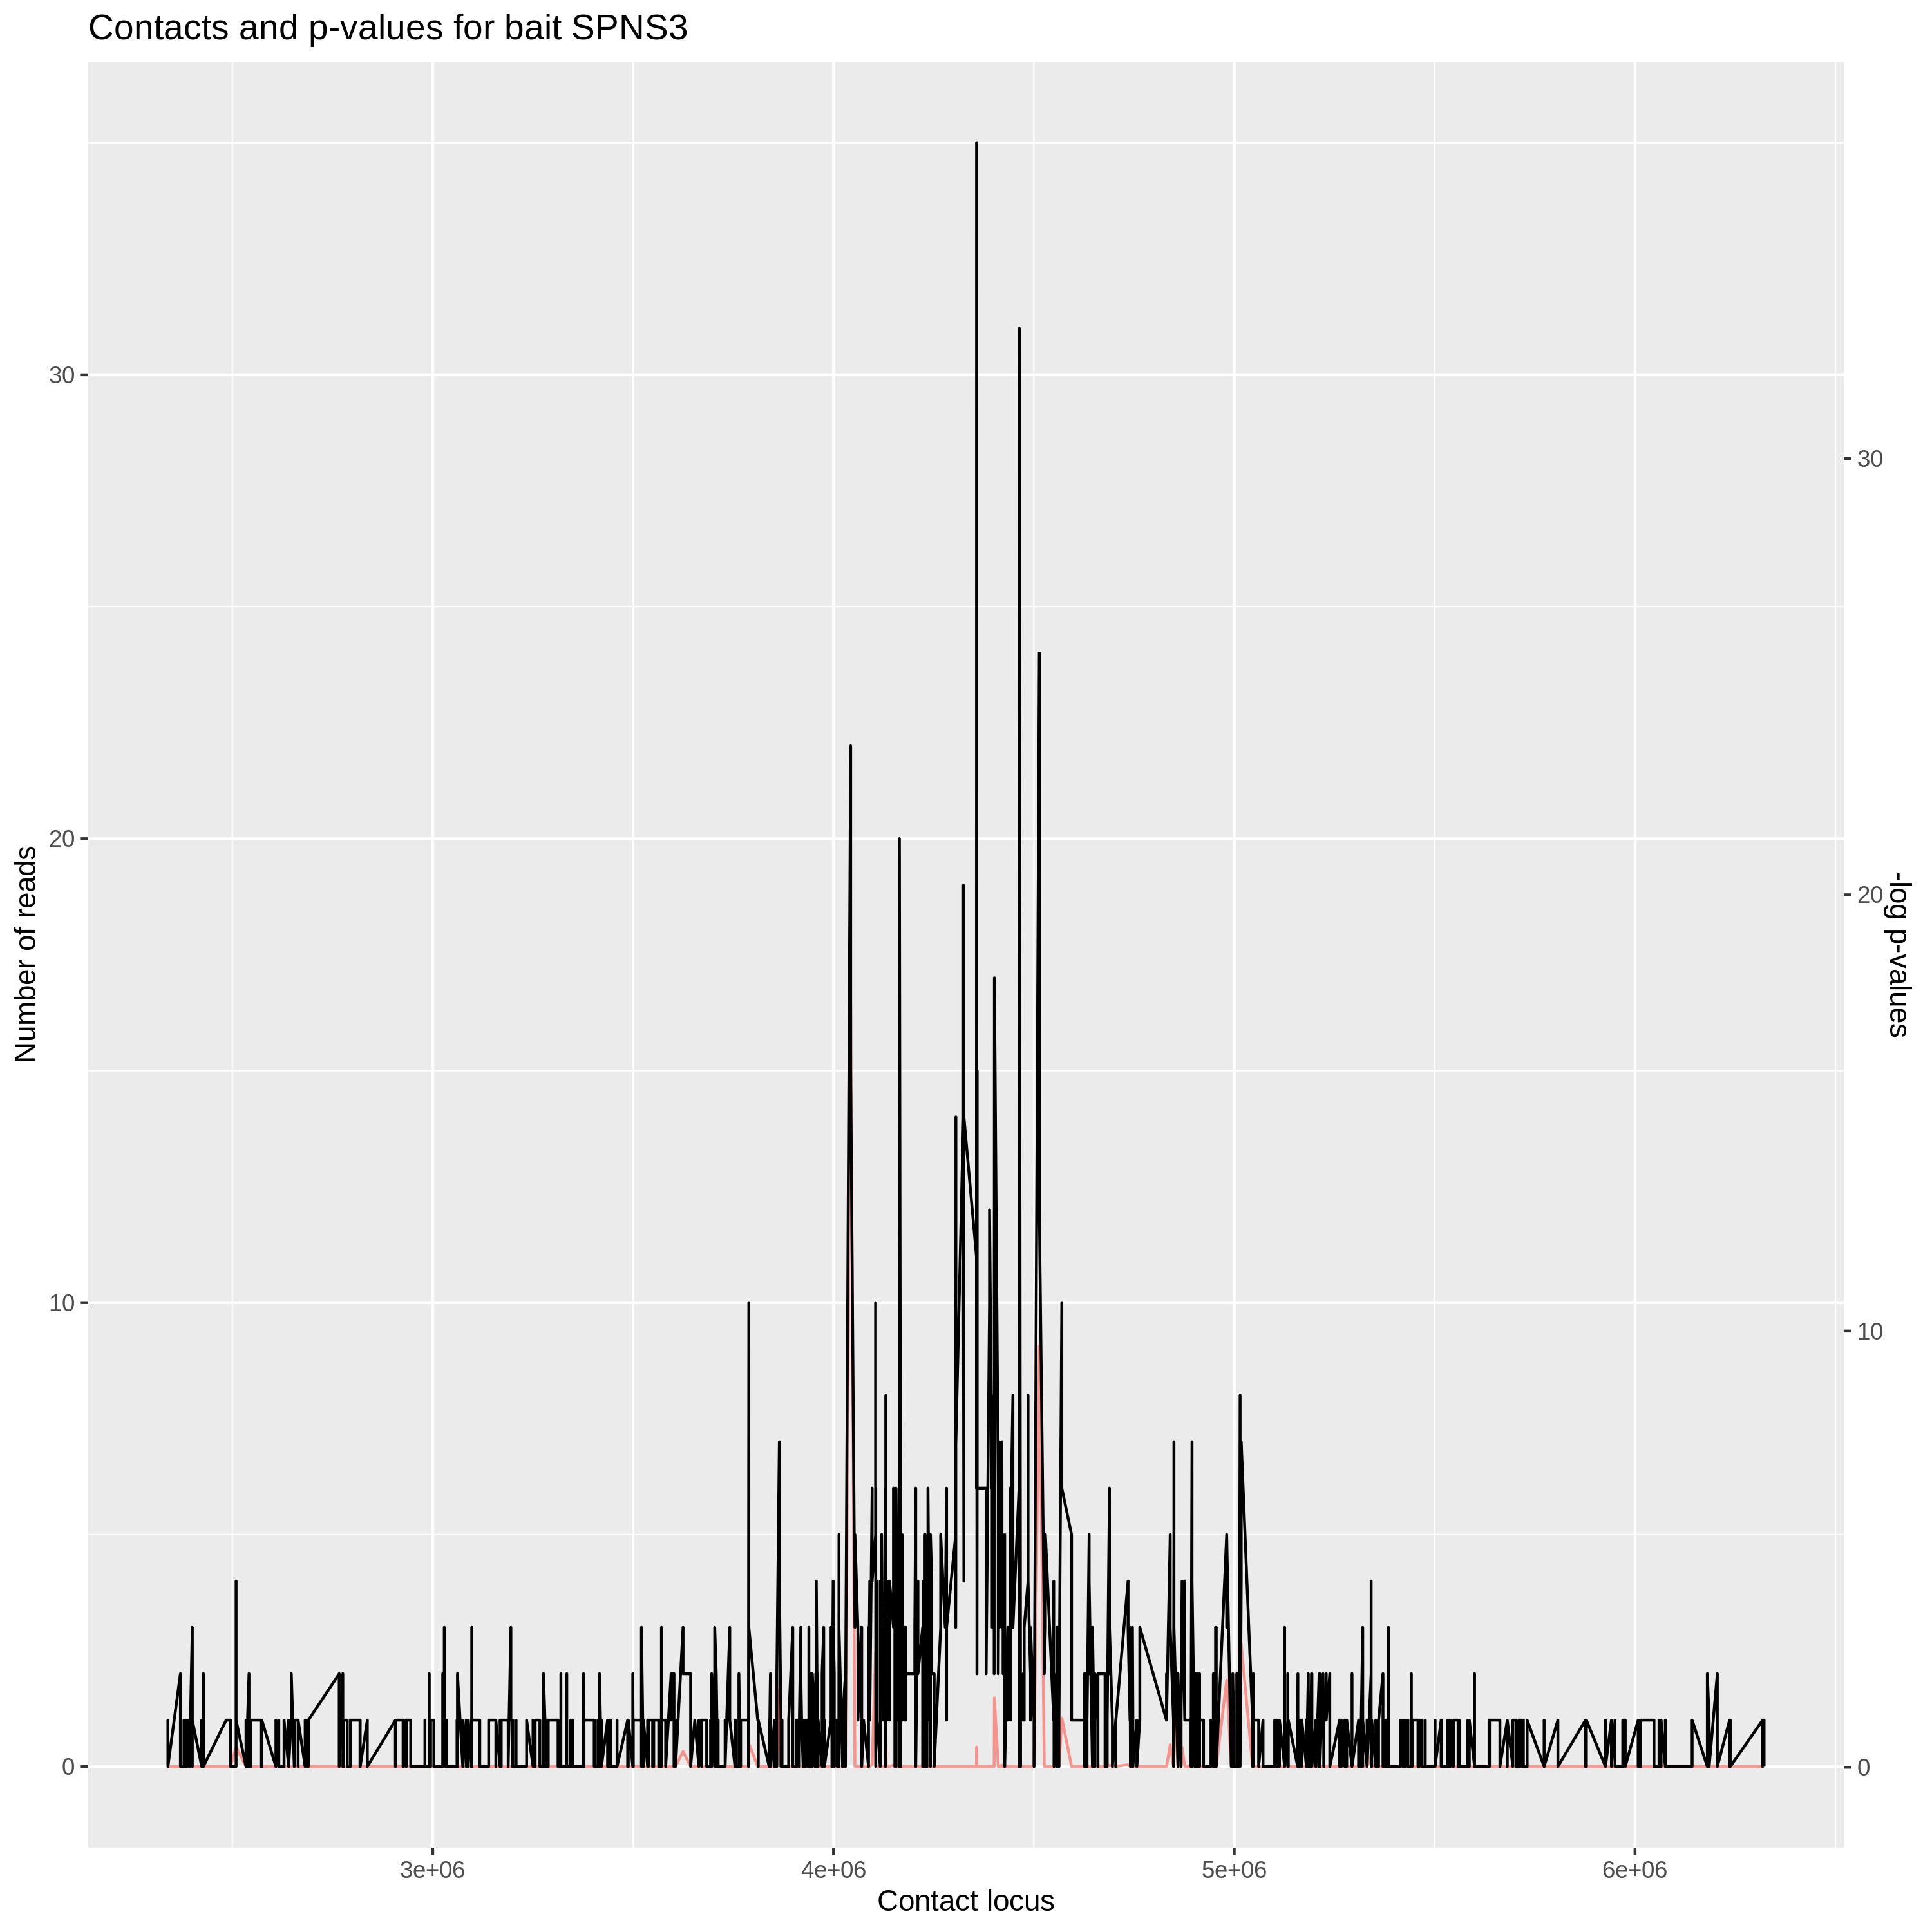 Contacts and p-values for bait SPNS3
Number of reads
30
20
10
0
30
20
10
0
-log p-values
3e+06
4e+06
5e+06
6e+06
Contact locus